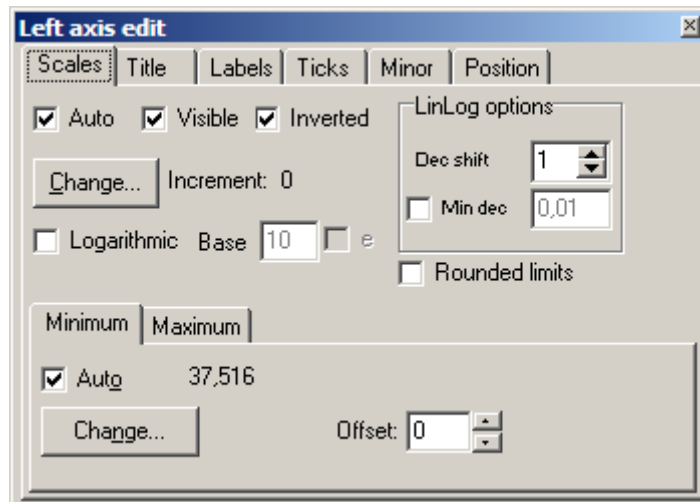 Left axis edit
Scales Title Labels Ticks Minor Position
Auto Visible Inverted
LinLog options
Dec shift 1
Change... Increment: 0
Min dec 0,01
Logarithmic Base 10 e
Rounded limits
Minimum Maximum
Auto 37,516
Change... Offset: 0